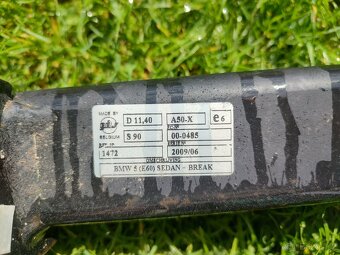 MADE BY
D 11,40
A50-X
e6
BELGIUM
S 90
00-0485
1472
2009/06
BMW 5 (E60) SEDAN - BREAK